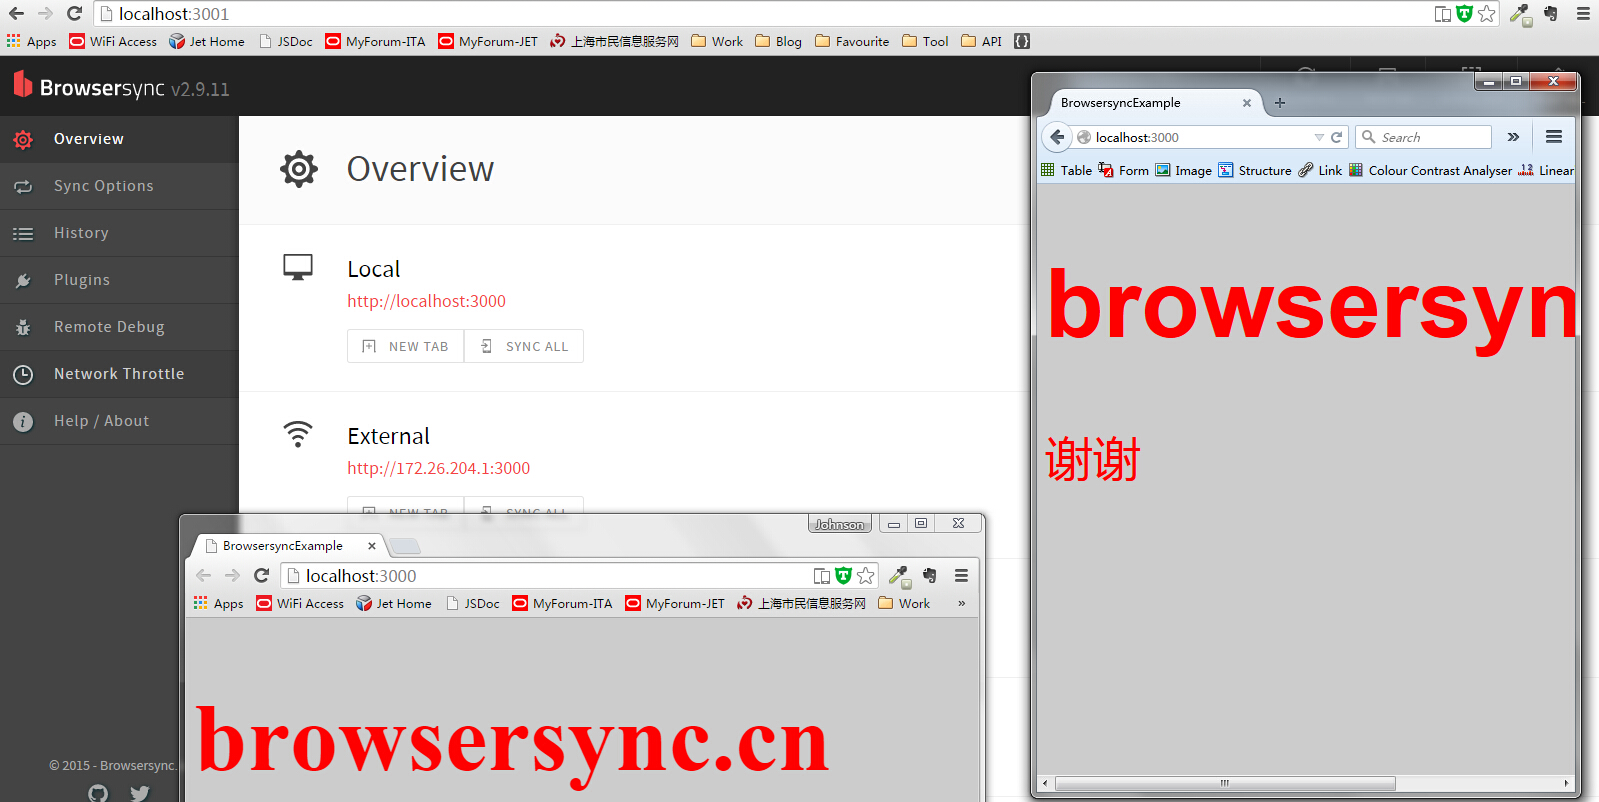 localhost:3001
Apps WiFi Access Jet Home JSDoc MyForum-ITA MyForum-JET 上海市民信息服务网 Work Blog Favourite Tool API {}
Browsersync v2.9.11
Overview
Sync Options
History
Plugins
Remote Debug
Network Throttle
Help / About
© 2015 - Browsersync.
Overview
Local
http://localhost:3000
NEW TAB SYNC ALL
External
http://172.26.204.1:3000
NEW TAB SYNC ALL
Johnson
BrowsersyncExample
localhost:3000
Apps WiFi Access Jet Home JSDoc MyForum-ITA MyForum-JET 上海市民信息服务网 Work »
browsersync.cn
BrowsersyncExample
localhost:3000 Search »
Table Form Image Structure Link Colour Contrast Analyser Linear
browsersyn
谢谢